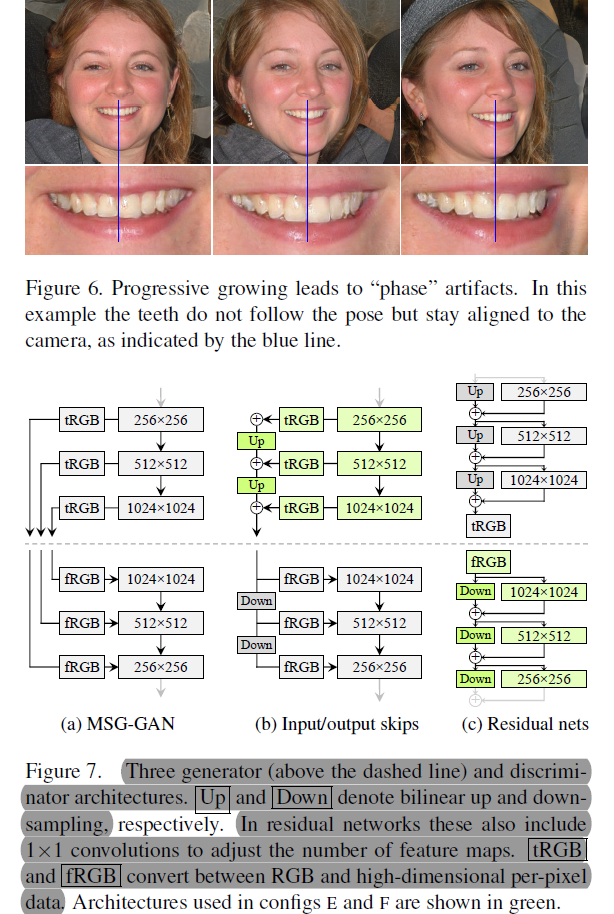 Figure 6. Progressive growing leads to “phase” artifacts. In this
example the teeth do not follow the pose but stay aligned to the
camera, as indicated by the blue line.
tRGB 256×256
tRGB 512×512
tRGB 1024×1024
fRGB 1024×1024
fRGB 512×512
fRGB 256×256
(a) MSG-GAN
+ tRGB 256×256
Up
+ tRGB 512×512
Up
+ tRGB 1024×1024
fRGB 1024×1024
Down
fRGB 512×512
Down
fRGB 256×256
(b) Input/output skips
Up 256×256
+
Up 512×512
+
Up 1024×1024
+
tRGB
fRGB
Down 1024×1024
+
Down 512×512
+
Down 256×256
+
(c) Residual nets
Figure 7. Three generator (above the dashed line) and discrimi-
nator architectures. Up and Down denote bilinear up and down-
sampling, respectively. In residual networks these also include
1×1 convolutions to adjust the number of feature maps. tRGB
and fRGB convert between RGB and high-dimensional per-pixel
data. Architectures used in configs E and F are shown in green.